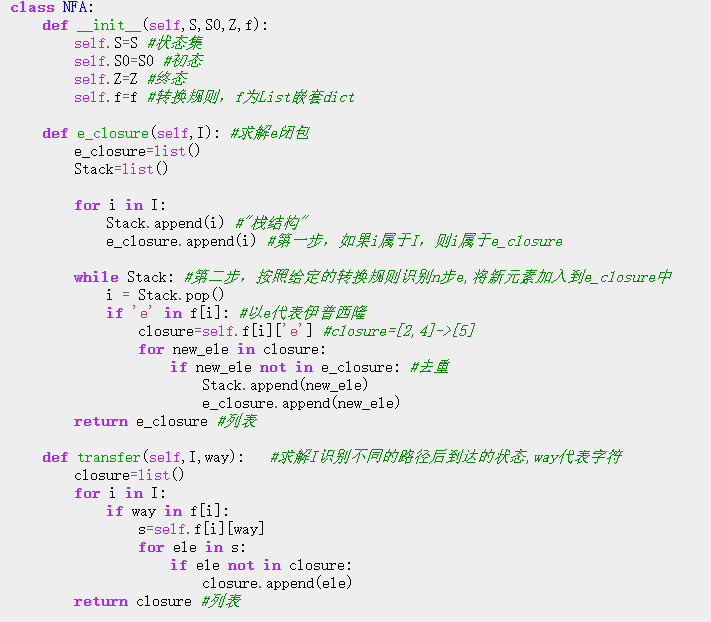 class NFA:
    def __init__(self,S,S0,Z,f):
        self.S=S #状态集
        self.S0=S0 #初态
        self.Z=Z #终态
        self.f=f #转换规则，f为List嵌套dict
    def e_closure(self,I): #求解e闭包
        e_closure=list()
        Stack=list()
        for i in I:
            Stack.append(i) #"栈结构"
            e_closure.append(i) #第一步，如果i属于I，则i属于e_closure
        while Stack: #第二步，按照给定的转换规则识别n步e,将新元素加入到e_closure中
            i = Stack.pop()
            if 'e' in f[i]: #以e代表伊普西隆
                closure=self.f[i]['e'] #closure=[2,4]->[5]
                for new_ele in closure:
                    if new_ele not in e_closure: #去重
                        Stack.append(new_ele)
                        e_closure.append(new_ele)
        return e_closure #列表
    def transfer(self,I,way):   #求解I识别不同的路径后到达的状态,way代表字符
        closure=list()
        for i in I:
            if way in f[i]:
                s=self.f[i][way]
                for ele in s:
                    if ele not in closure:
                        closure.append(ele)
        return closure #列表